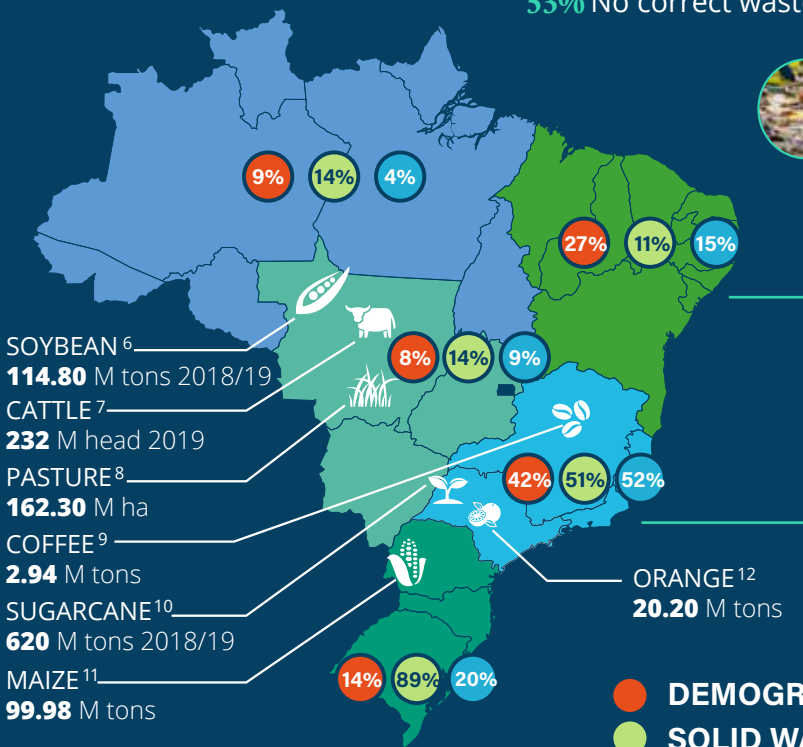 53% No correct wast
9% 14% 4%
27% 11% 15%
SOYBEAN 6
114.80 M tons 2018/19
8% 14% 9%
CATTLE 7
232 M head 2019
PASTURE 8
162.30 M ha
42% 51% 52%
COFFEE 9
2.94 M tons
ORANGE 12
20.20 M tons
SUGARCANE 10
620 M tons 2018/19
MAIZE 11
99.98 M tons
14% 89% 20%
DEMOGR
SOLID WA